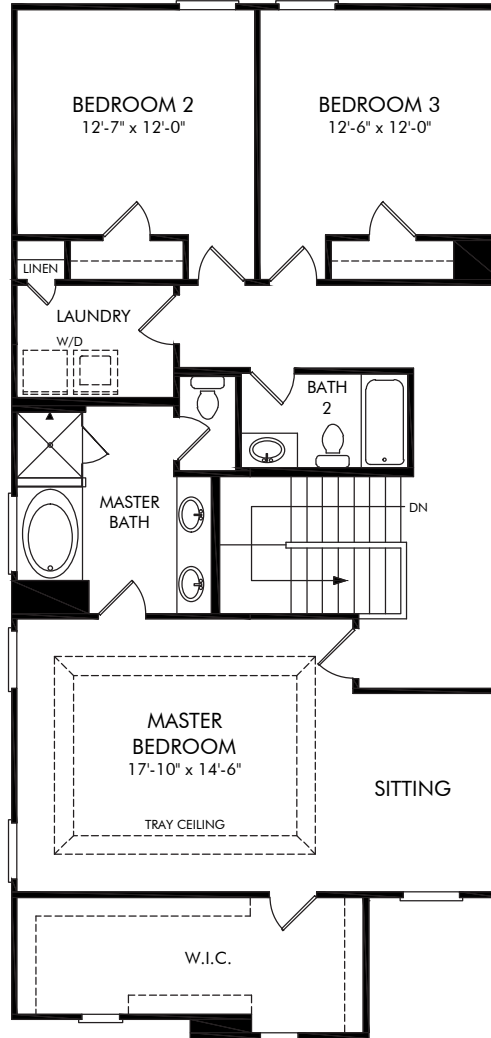 BEDROOM 2
12'-7" x 12'-0"
BEDROOM 3
12'-6" x 12'-0"
LINEN
LAUNDRY
W/D
BATH
2
MASTER
BATH
DN
MASTER
BEDROOM
17'-10" x 14'-6"
TRAY CEILING
SITTING
W.I.C.